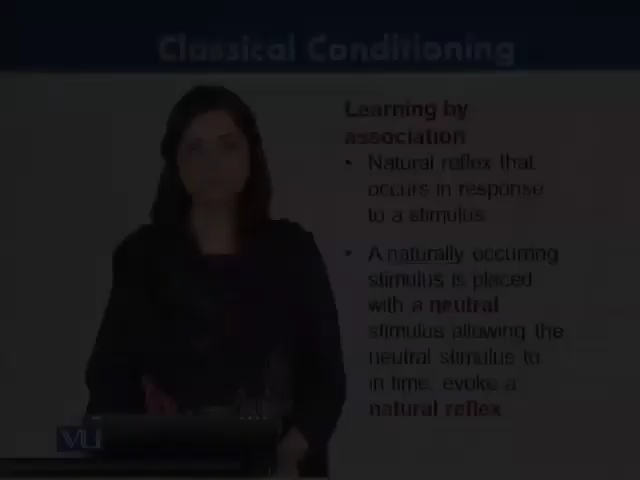 Classical Conditioning
Learning by
association
• Natural reflex that
occurs in response
to a stimulus
• A naturally occurring
stimulus is placed
with a neutral
stimulus allowing the
neutral stimulus to
in time, evoke a
natural reflex
VU